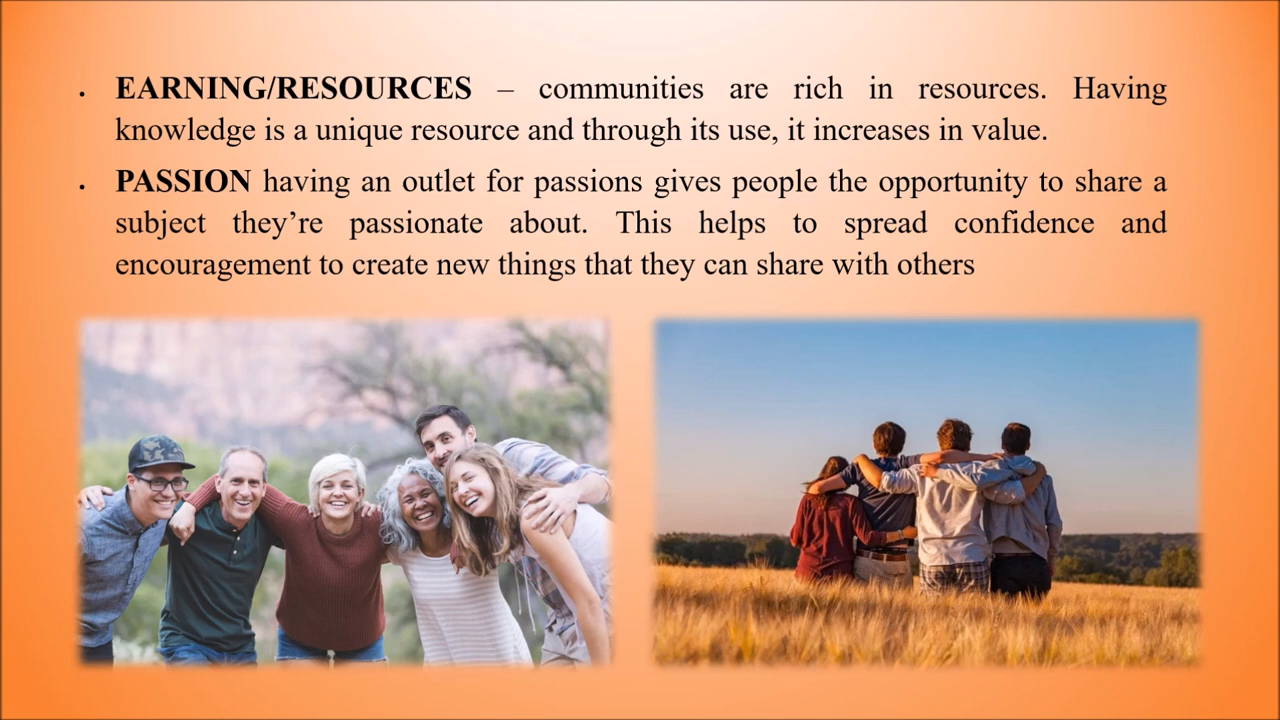 • EARNING/RESOURCES – communities are rich in resources. Having
knowledge is a unique resource and through its use, it increases in value.
• PASSION having an outlet for passions gives people the opportunity to share a
subject they’re passionate about. This helps to spread confidence and
encouragement to create new things that they can share with others